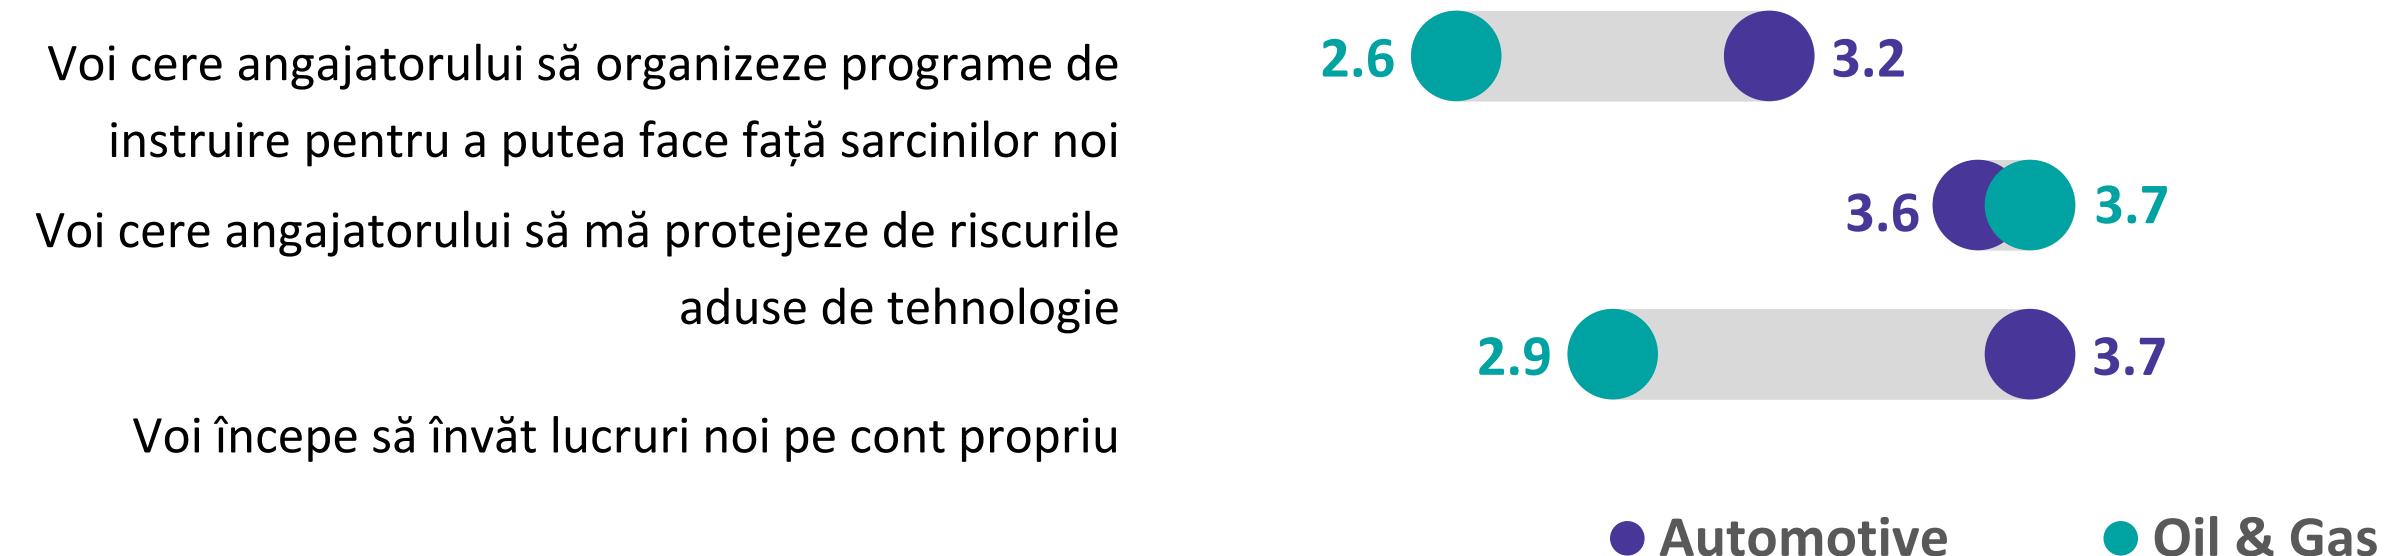 Voi cere angajatorului să organizeze programe de
instruire pentru a putea face față sarcinilor noi
2.6 3.2
Voi cere angajatorului să mă protejeze de riscurile
aduse de tehnologie
3.6 3.7
Voi începe să învăt lucruri noi pe cont propriu
2.9 3.7
Automotive Oil & Gas